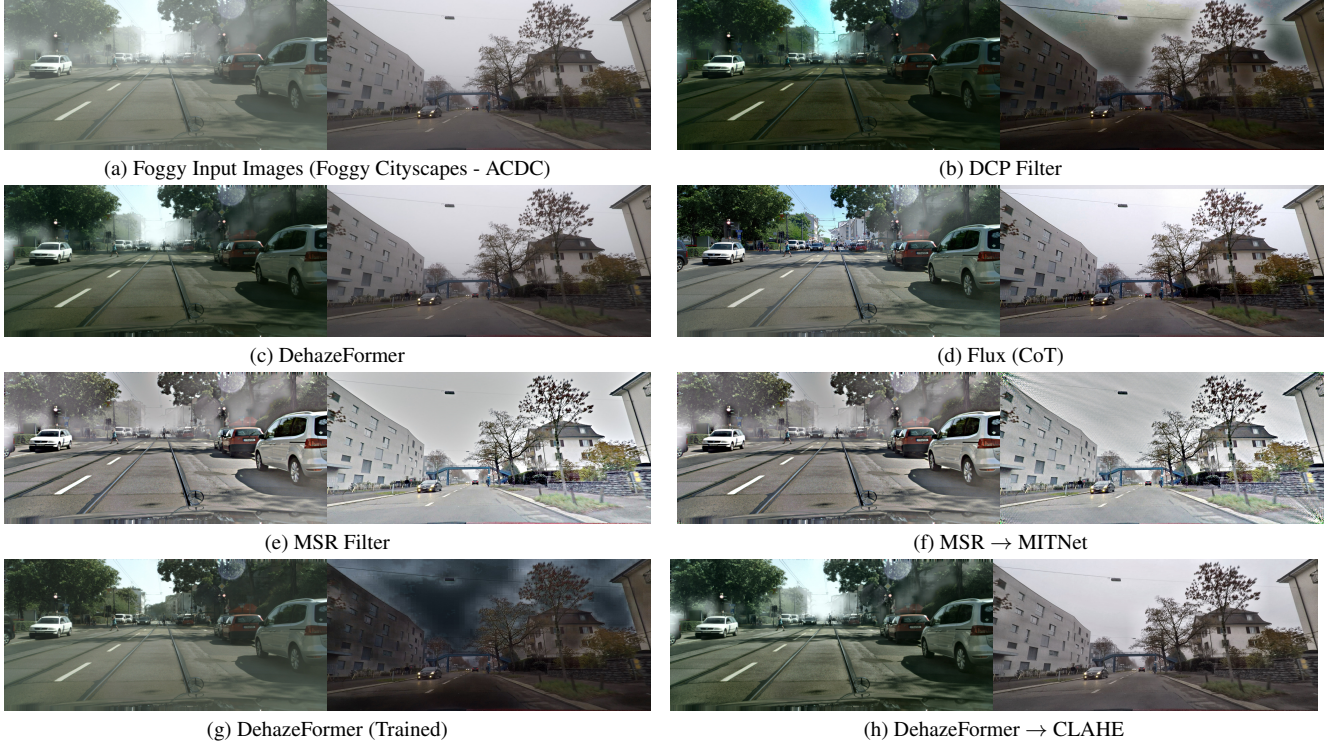 (a) Foggy Input Images (Foggy Cityscapes - ACDC)
(b) DCP Filter
(c) DehazeFormer
(d) Flux (CoT)
(e) MSR Filter
(f) MSR → MITNet
(g) DehazeFormer (Trained)
(h) DehazeFormer → CLAHE